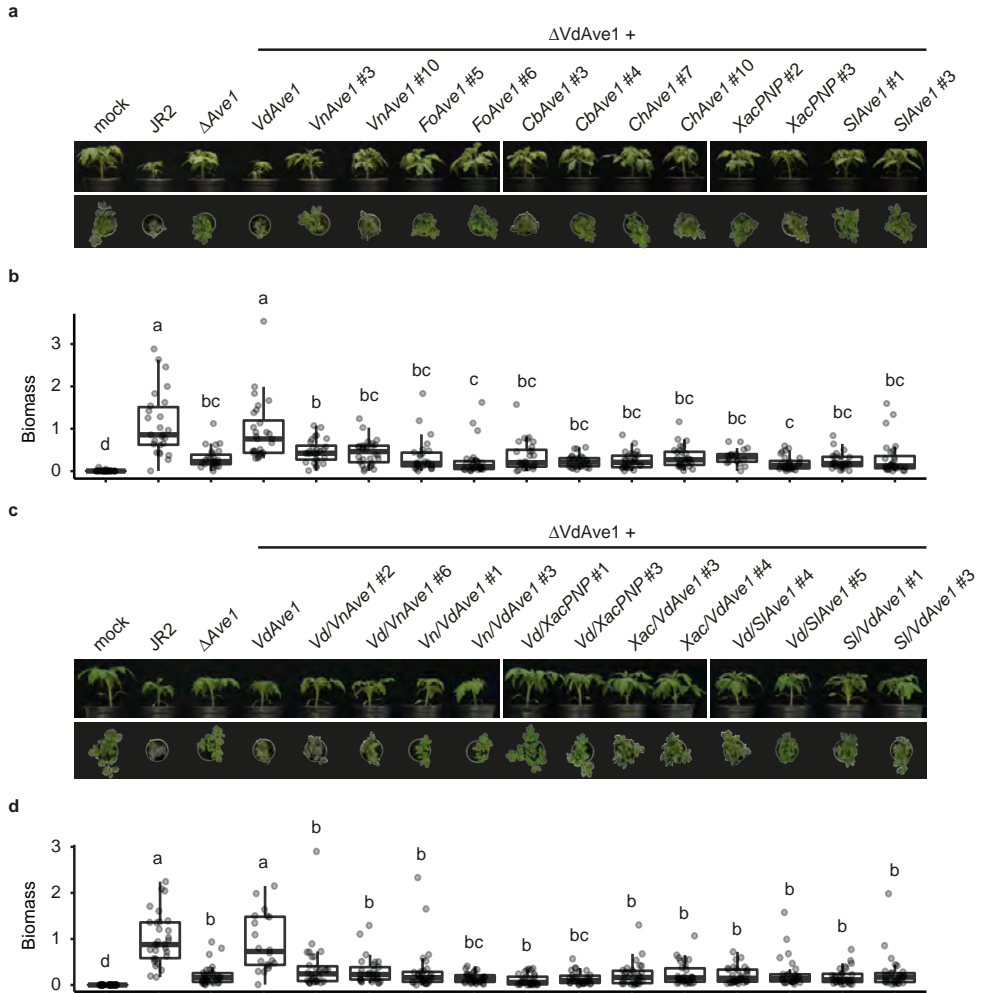 a
ΔVdAve1 +
mock JR2 ΔAve1 VdAve1 VnAve1 #3 VnAve1 #10 FoAve1 #5 FoAve1 #6 CbAve1 #3 CbAve1 #4 ChAve1 #7 ChAve1 #10 XacPNP #2 XacPNP #3 SlAve1 #1 SlAve1 #3
b
Biomass
3
2
1
0
d a bc a b bc bc c bc bc bc bc bc c bc bc
c
ΔVdAve1 +
mock JR2 ΔAve1 VdAve1 Vd/VnAve1 #2 Vd/VnAve1 #6 Vn/VdAve1 #1 Vn/VdAve1 #3 Vd/XacPNP #1 Vd/XacPNP #3 Xac/VdAve1 #3 Xac/VdAve1 #4 Vd/SlAve1 #4 Vd/SlAve1 #5 Sl/VdAve1 #1 Sl/VdAve1 #3
d
Biomass
3
2
1
0
d a b a b b b bc b bc b b b b b b